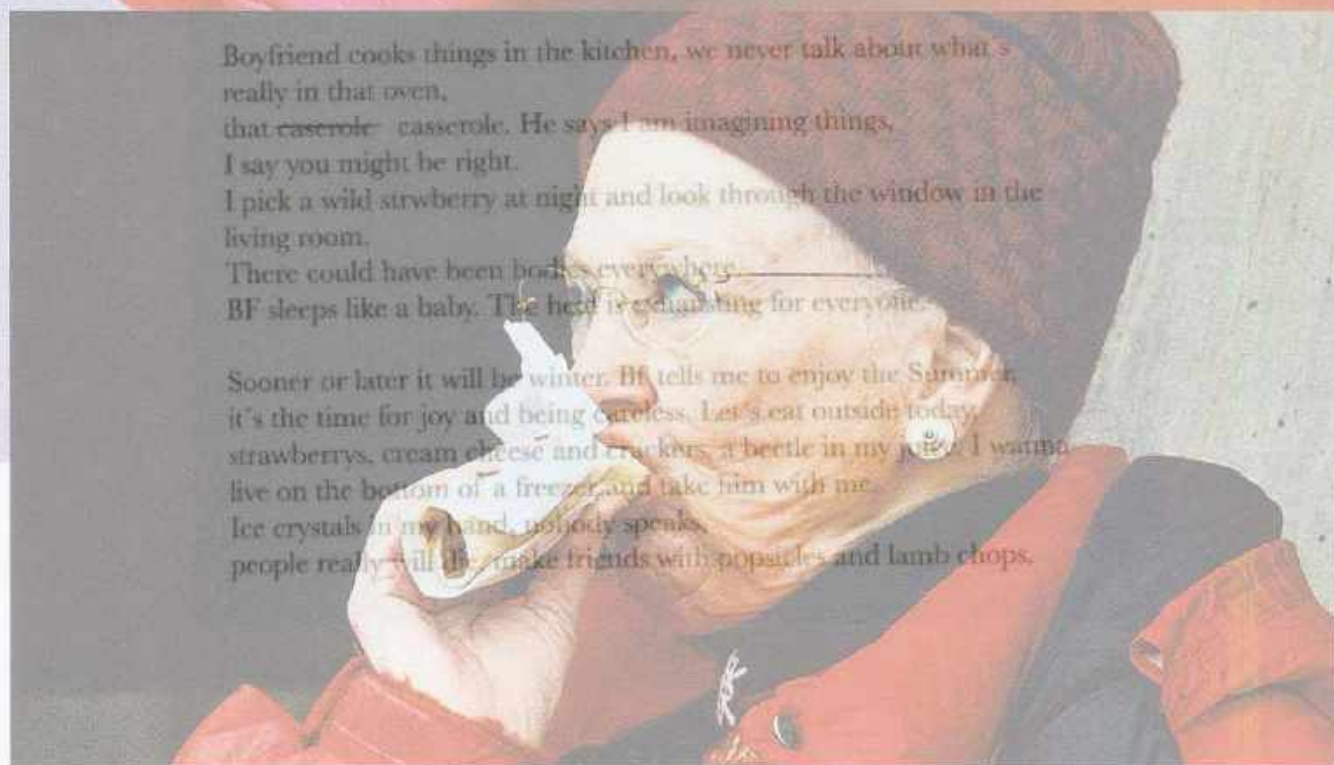 Boyfriend cooks things in the kitchen, we never talk about what's
really in that oven,
that caserole casserole. He says I am imagining things,
I say you might be right.
I pick a wild strwberry at night and look through the window in the
living room.
There could have been bodies everywhere.
BF sleeps like a baby. The heat is exhausting for everyone.
Sooner or later it will be winter. Bf tells me to enjoy the Summer,
it's the time for joy and being careless. Let's eat outside today,
strawberrys, cream cheese and crackers, a beetle in my juice. I wanna
live on the bottom of a freezer and take him with me.
Ice crystals in my hand, nobody speaks,
people really will die, make friends with popsicles and lamb chops.